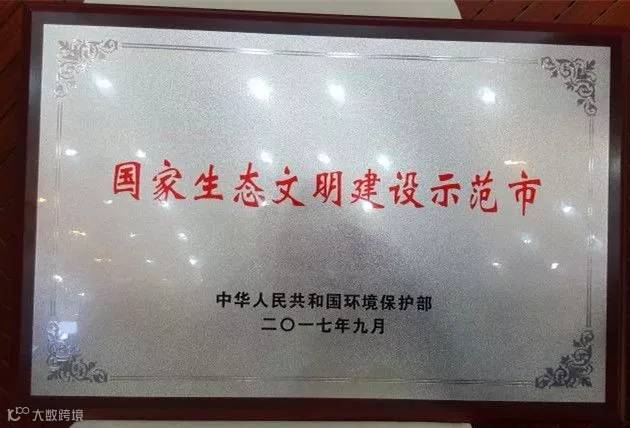 国家生态文明建设示范市
中华人民共和国环境保护部
二〇一七年九月
大数跨境